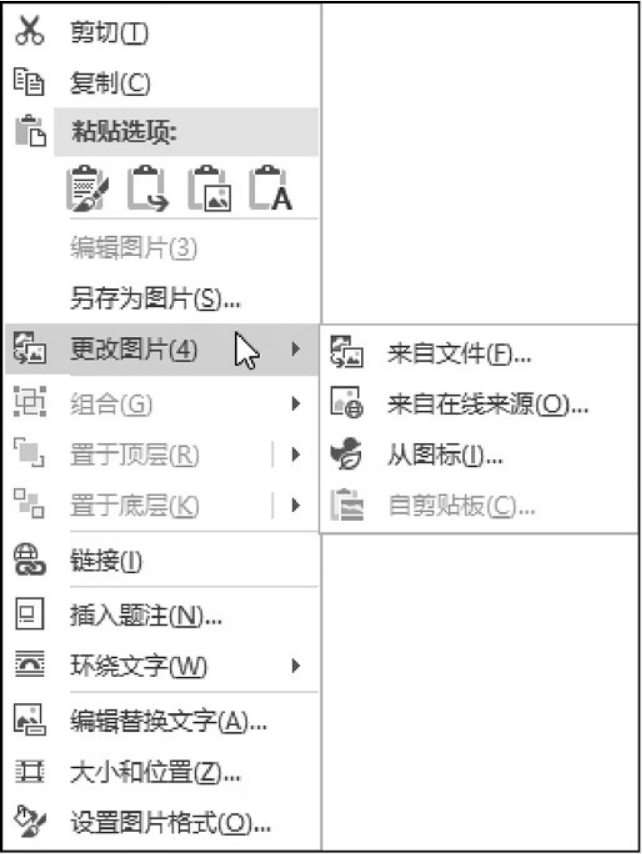 剪切(T)
复制(C)
粘贴选项:
编辑图片(3)
另存为图片(S)...
更改图片(4)
组合(G)
置于顶层(R)
置于底层(K)
链接(I)
插入题注(N)...
环绕文字(W)
编辑替换文字(A)...
大小和位置(Z)...
设置图片格式(O)...
来自文件(F)...
来自在线来源(O)...
从图标(I)...
自剪贴板(C)...